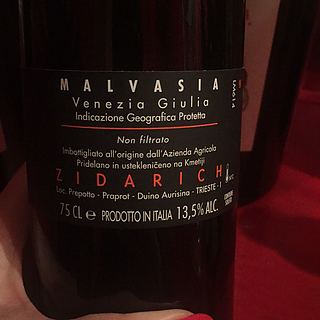 MALVASIA
Venezia Giulia
Indicazione Geografica Protetta
Non filtrato
Imbottigliato all'origine dall'Azienda Agricola
Pridelano in ustekleničeno na Kmetiji
ZIDARICH
Loc. Prepotto - Praprot - Duino Aurisina - TRIESTE - I
75 CL e PRODOTTO IN ITALIA 13,5% ALC.